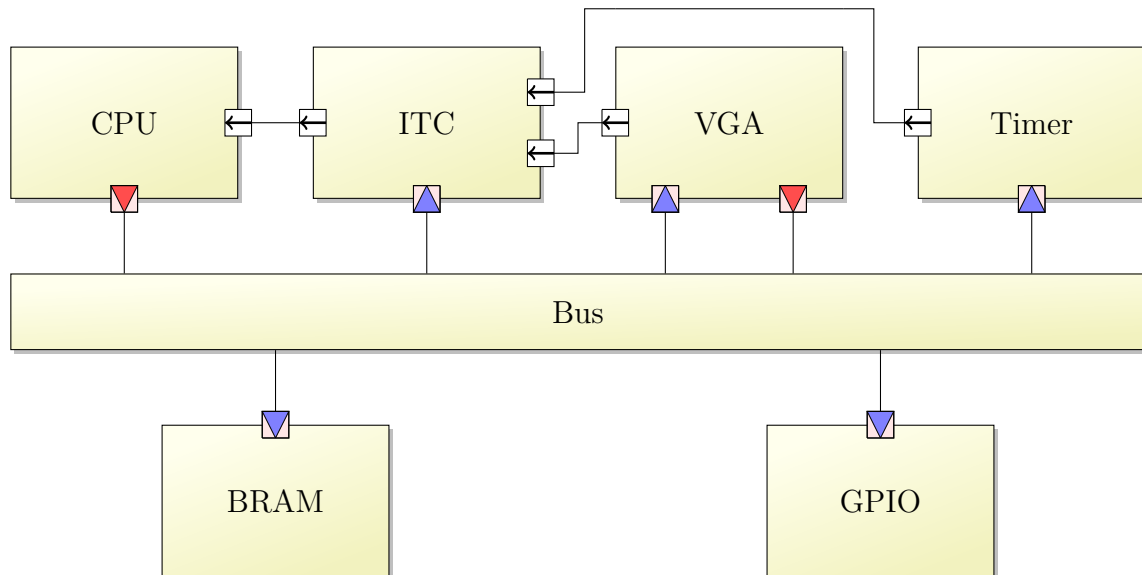 CPU
ITC
VGA
Timer
Bus
BRAM
GPIO